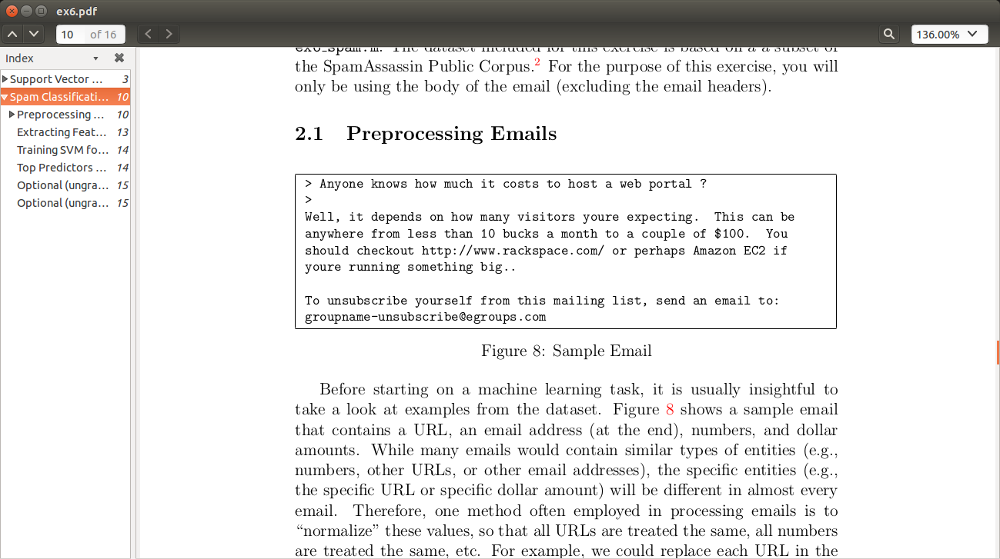 ex6.pdf
10 of 16
136.00%
Index
Support Vector ... 3
Spam Classificati... 10
Preprocessing ... 10
Extracting Feat... 13
Training SVM fo... 14
Top Predictors ... 14
Optional (ungra... 15
Optional (ungra... 15
ex6_spam.m. The dataset included for this exercise is based on a a subset of
the SpamAssassin Public Corpus.2 For the purpose of this exercise, you will
only be using the body of the email (excluding the email headers).
2.1 Preprocessing Emails
> Anyone knows how much it costs to host a web portal ?
>
Well, it depends on how many visitors youre expecting. This can be
anywhere from less than 10 bucks a month to a couple of $100. You
should checkout http://www.rackspace.com/ or perhaps Amazon EC2 if
youre running something big..
To unsubscribe yourself from this mailing list, send an email to:
groupname-unsubscribe@egroups.com
Figure 8: Sample Email
Before starting on a machine learning task, it is usually insightful to
take a look at examples from the dataset. Figure 8 shows a sample email
that contains a URL, an email address (at the end), numbers, and dollar
amounts. While many emails would contain similar types of entities (e.g.,
numbers, other URLs, or other email addresses), the specific entities (e.g.,
the specific URL or specific dollar amount) will be different in almost every
email. Therefore, one method often employed in processing emails is to
“normalize” these values, so that all URLs are treated the same, all numbers
are treated the same, etc. For example, we could replace each URL in the